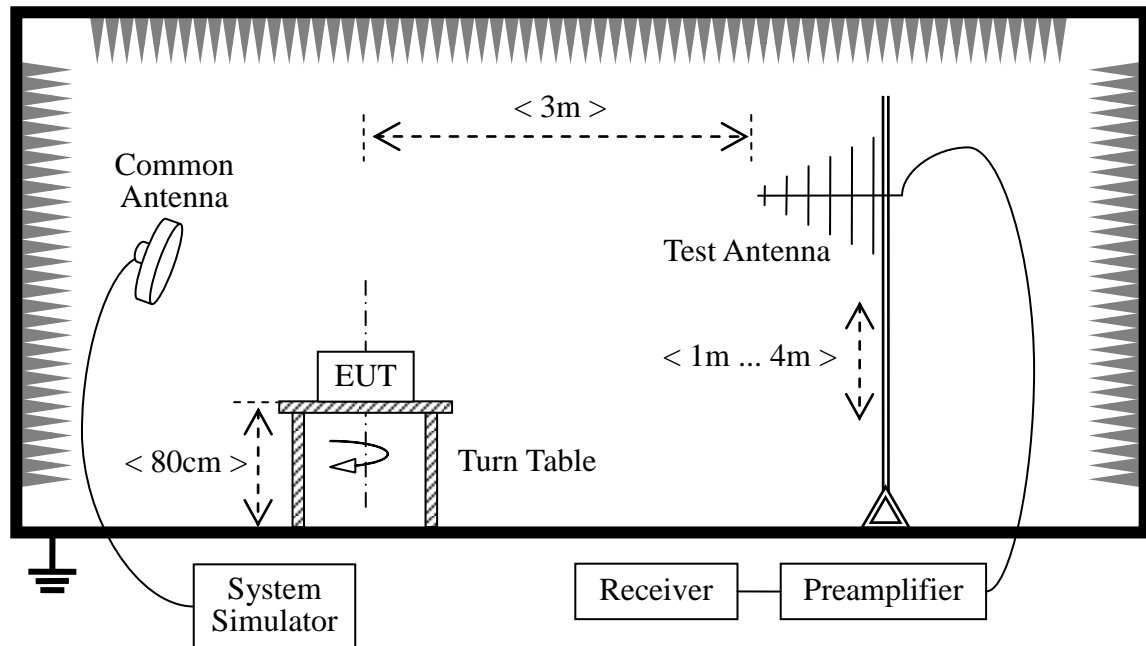 < 3m >
Common
Antenna
Test Antenna
< 1m ... 4m >
EUT
< 80cm >
Turn Table
System
Simulator
Receiver
Preamplifier